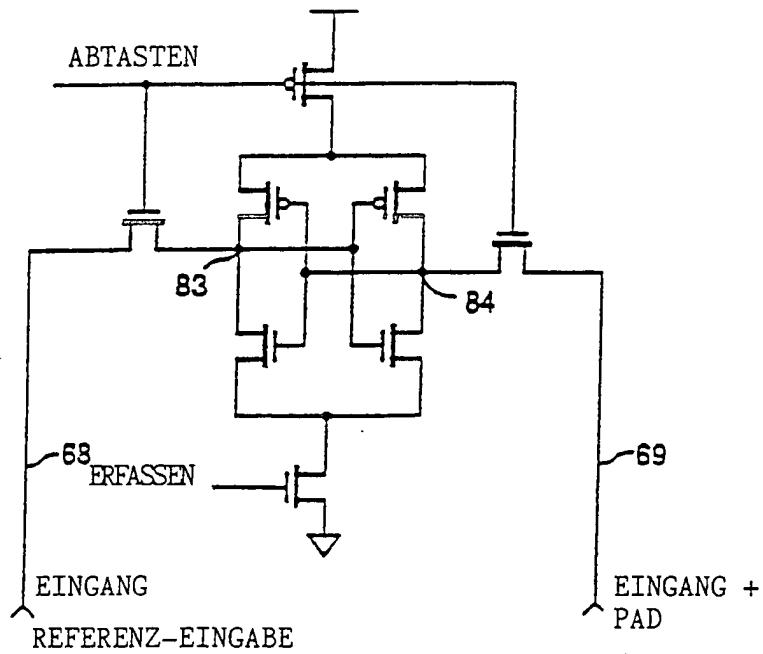 ABTASTEN
83
84
68
69
ERFASSEN
EINGANG
REFERENZ-EINGABE
EINGANG +
PAD